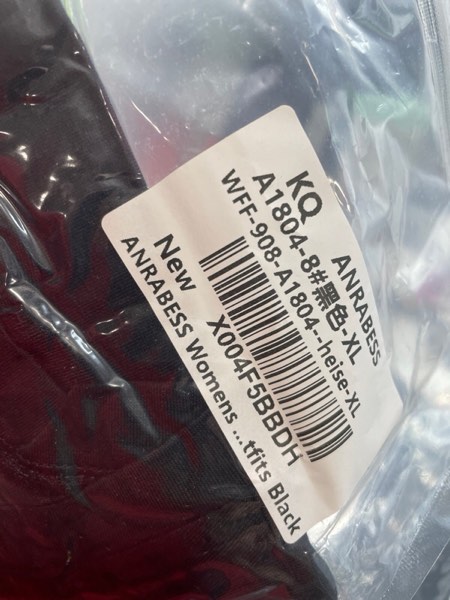 ANRABESS
KQ
A1804-8#黑色-XL
WFF-908-A1804--heise-XL
X004F5BBDH
New
ANRABESS Womens ...tfits Black